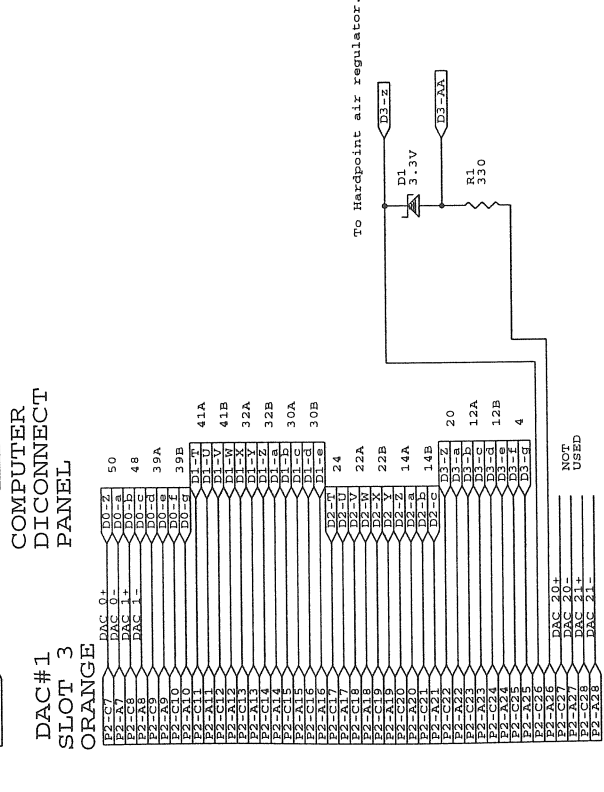 COMPUTER
DICONNECT
PANEL
DAC#1
SLOT 3
ORANGE
P2-C7
P2-A7
P2-C8
P2-A8
P2-C9
P2-A9
P2-C10
P2-A10
P2-C11
P2-A11
P2-C12
P2-A12
P2-C13
P2-A13
P2-C14
P2-A14
P2-C15
P2-A15
P2-C16
P2-A16
P2-C17
P2-A17
P2-C18
P2-A18
P2-C19
P2-A19
P2-C20
P2-A20
P2-C21
P2-A21
P2-C22
P2-A22
P2-C23
P2-A23
P2-C24
P2-A24
P2-C25
P2-A25
P2-C26
P2-A26
P2-C27
P2-A27
P2-C28
P2-A28
DAC 0+
DAC 0-
DAC 1+
DAC 1-
DAC 20+
DAC 20-
DAC 21+
DAC 21-
D0-Z
D0-a
D0-b
D0-c
D0-d
D0-e
D0-f
D0-g
D1-T
D1-U
D1-V
D1-W
D1-X
D1-Y
D1-Z
D1-a
D1-b
D1-c
D1-d
D1-e
D2-T
D2-U
D2-V
D2-W
D2-X
D2-Y
D2-Z
D2-a
D2-b
D2-c
D3-Z
D3-a
D3-b
D3-c
D3-d
D3-e
D3-f
D3-g
50
48
39A
39B
41A
41B
32A
32B
30A
30B
24
22A
22B
14A
14B
20
12A
12B
4
NOT
USED
To Hardpoint air regulator.
D3-z
D3-AA
D1
3.3V
R1
330